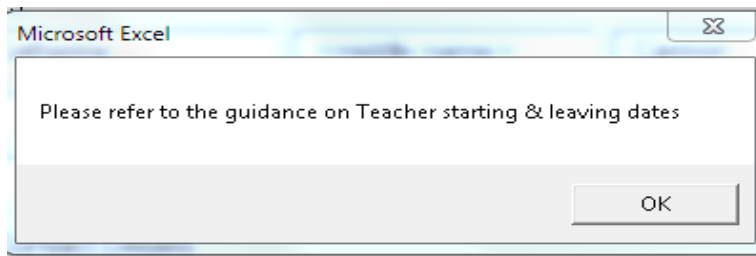 Microsoft Excel
Please refer to the guidance on Teacher starting & leaving dates
OK